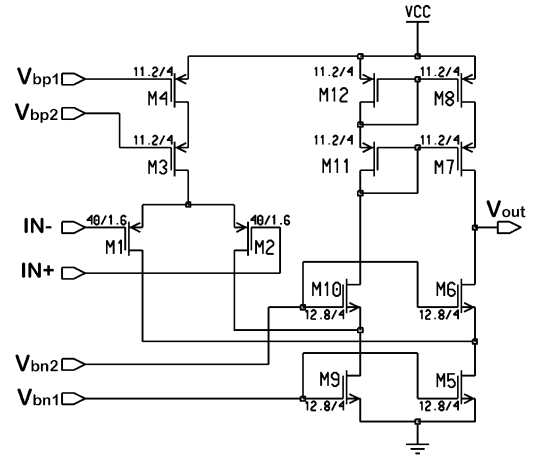 VCC
Vbp1
11.2/4
M4
11.2/4
M12
11.2/4
M8
Vbp2
11.2/4
M3
11.2/4
M11
11.2/4
M7
Vout
IN-
40/1.6
M1
40/1.6
M2
IN+
M10
12.8/4
M6
12.8/4
Vbn2
M9
12.8/4
M5
12.8/4
Vbn1